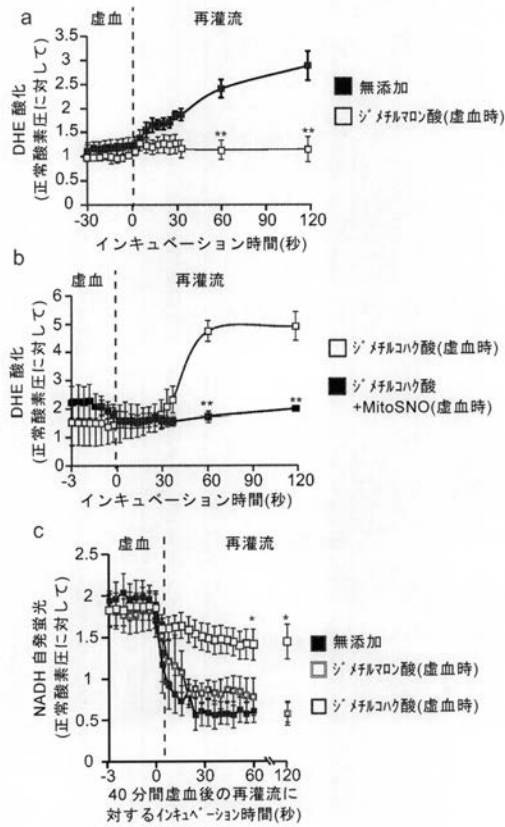 a
虚血
再灌流
DHE 酸化
(正常酸素圧に対して)
3.5
3
2.5
2
1.5
1
0.5
0
**
**
-30
0
30
60
90
120
インキュベーション時間(秒)
無添加
ジメチルマロン酸(虚血時)
b
虚血
再灌流
DHE 酸化
(正常酸素圧に対して)
6
5
4
3
2
1
0
**
**
-3
0
30
60
90
120
インキュベーション時間(秒)
ジメチルコハク酸(虚血時)
ジメチルコハク酸
+MitoSNO(虚血時)
c
虚血
再灌流
NADH 自発蛍光
(正常酸素圧に対して)
2.5
2
1.5
1
0.5
0
*
*
-3
0
30
60
120
40 分間虚血後の再灌流に
対するインキュベーション時間(秒)
無添加
ジメチルマロン酸(虚血時)
ジメチルコハク酸(虚血時)